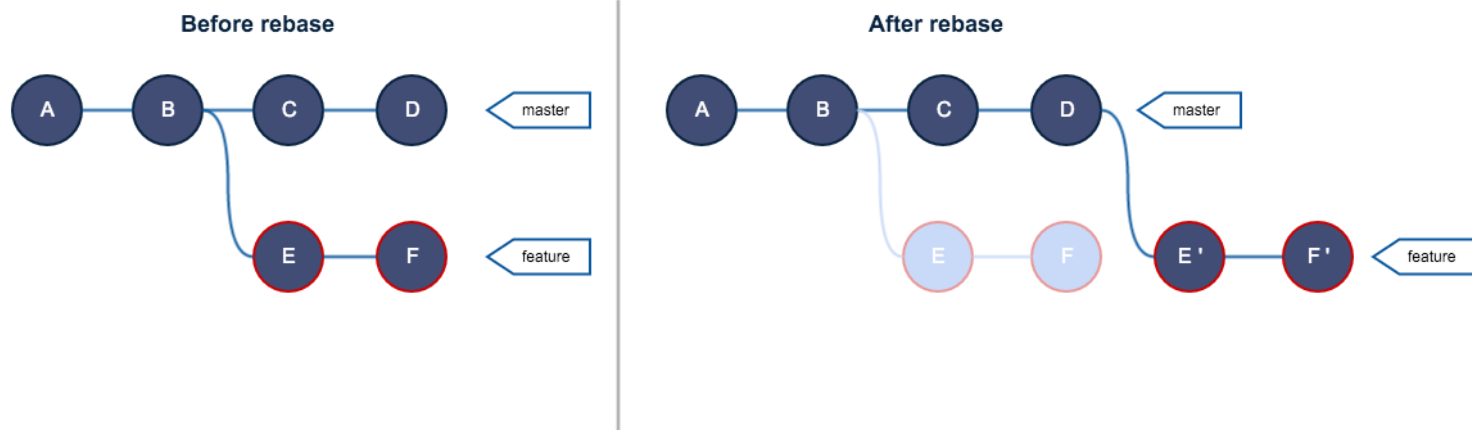 Before rebase
A B C D master
E F feature
After rebase
A B C D master
E F E ' F ' feature